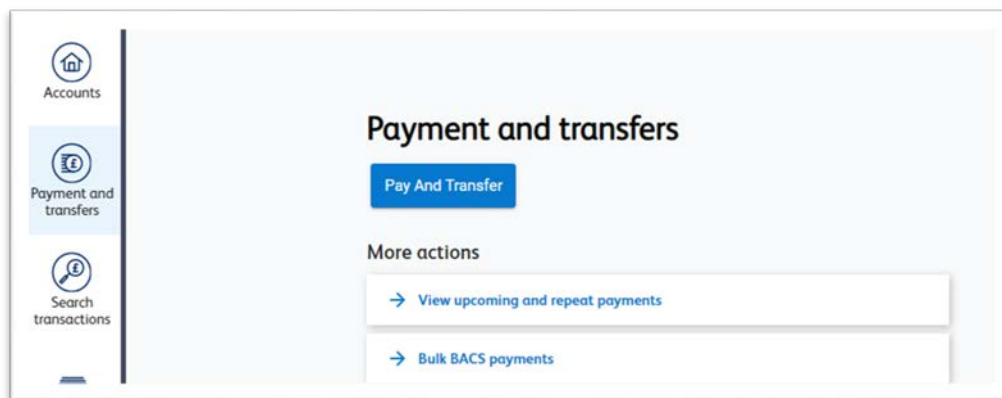 Accounts
Payment and
transfers
Search
transactions
Payment and transfers
Pay And Transfer
More actions
View upcoming and repeat payments
Bulk BACS payments